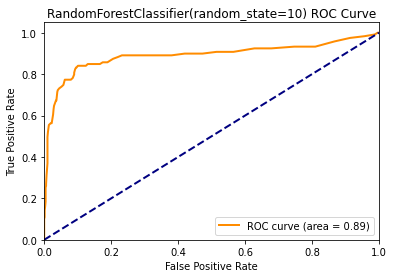 RandomForestClassifier(random_state=10) ROC Curve
True Positive Rate
1.0
0.8
0.6
0.4
0.2
0.0
ROC curve (area = 0.89)
0.0 0.2 0.4 0.6 0.8 1.0
False Positive Rate